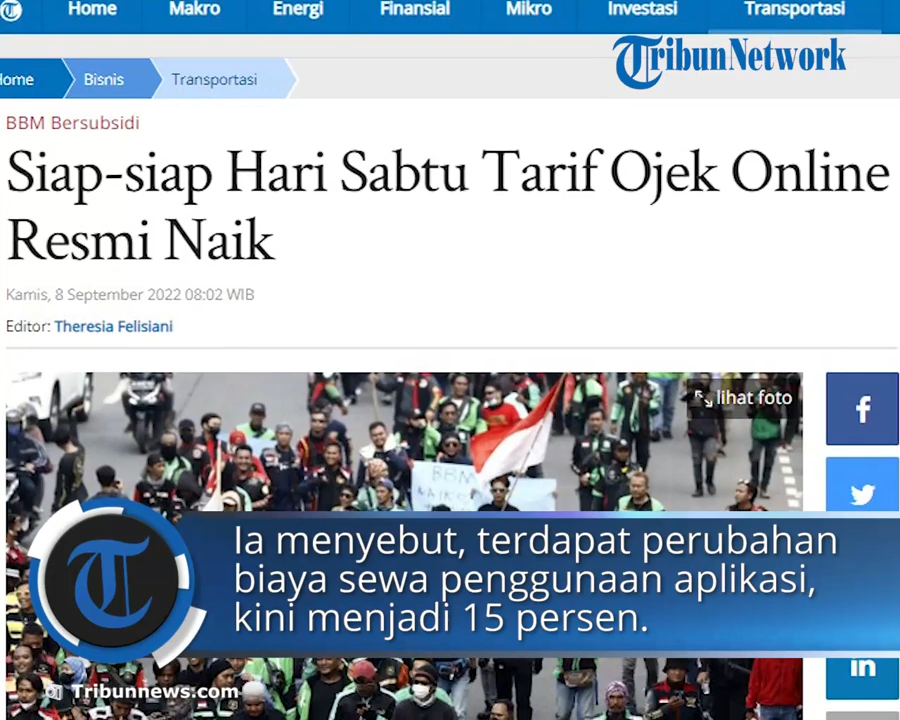 Home Makro Energi Finansial Mikro Investasi Transportasi
TribunNetwork
Home Bisnis Transportasi
BBM Bersubsidi
Siap-siap Hari Sabtu Tarif Ojek Online
Resmi Naik
Kamis, 8 September 2022 08:02 WIB
Editor: Theresia Felisiani
lihat foto
BBM
NAIK
Ia menyebut, terdapat perubahan
biaya sewa penggunaan aplikasi,
kini menjadi 15 persen.
Tribunnews.com